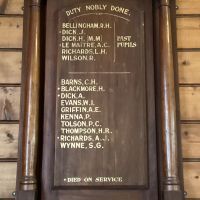 DUTY NOBLY DONE.
BELLINGHAM, R.H.
DICK, J.
DICK, H. M.M PAST
• LE MAITRE, A.C. PUPILS
RICHARDS, L.H.
WILSON, R.
BARNS, C.H.
• BLACKMORE, H.
• DICK, A.
EVANS, W.I.
GRIFFIN, A.E.
KENNA, P.
TOLSON, P.C.
THOMPSON, H.R.
• RICHARDS, A.J.
WYNNE, S.G.
• DIED ON SERVICE